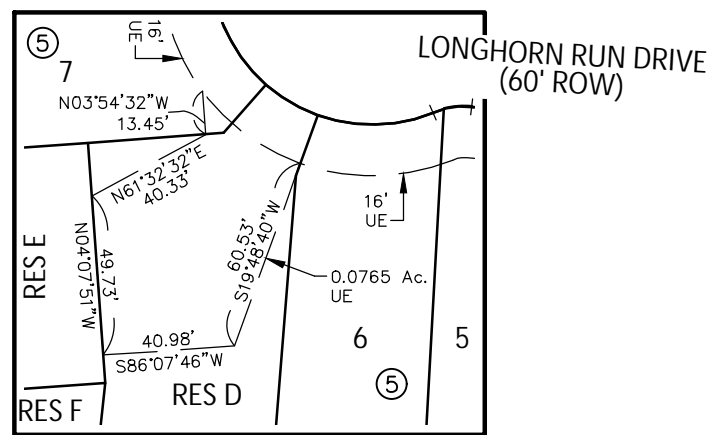 LONGHORN RUN DRIVE
(60' ROW)
5
7
16'
UE
N03°54'32"W
13.45'
N61°32'32"E
40.33'
RES E
N04°07'51"W
49.73'
60.53'
S19°48'40"W
16'
UE
0.0765 Ac.
UE
40.98'
S86°07'46"W
6
5
5
RES D
RES F